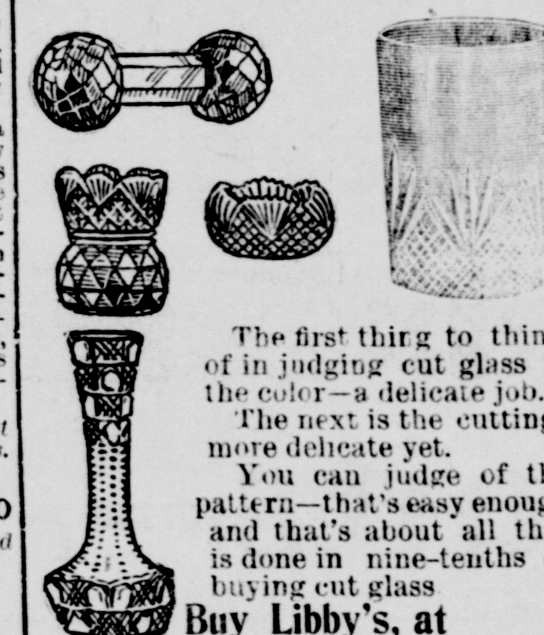 The first thing to thin
of in judging cut glass
the color—a delicate job.
The next is the cutting
more delicate yet.
You can judge of th
pattern—that's easy enoug
and that's about all th
is done in nine-tenths
buying cut glass
Buy Libby's, at